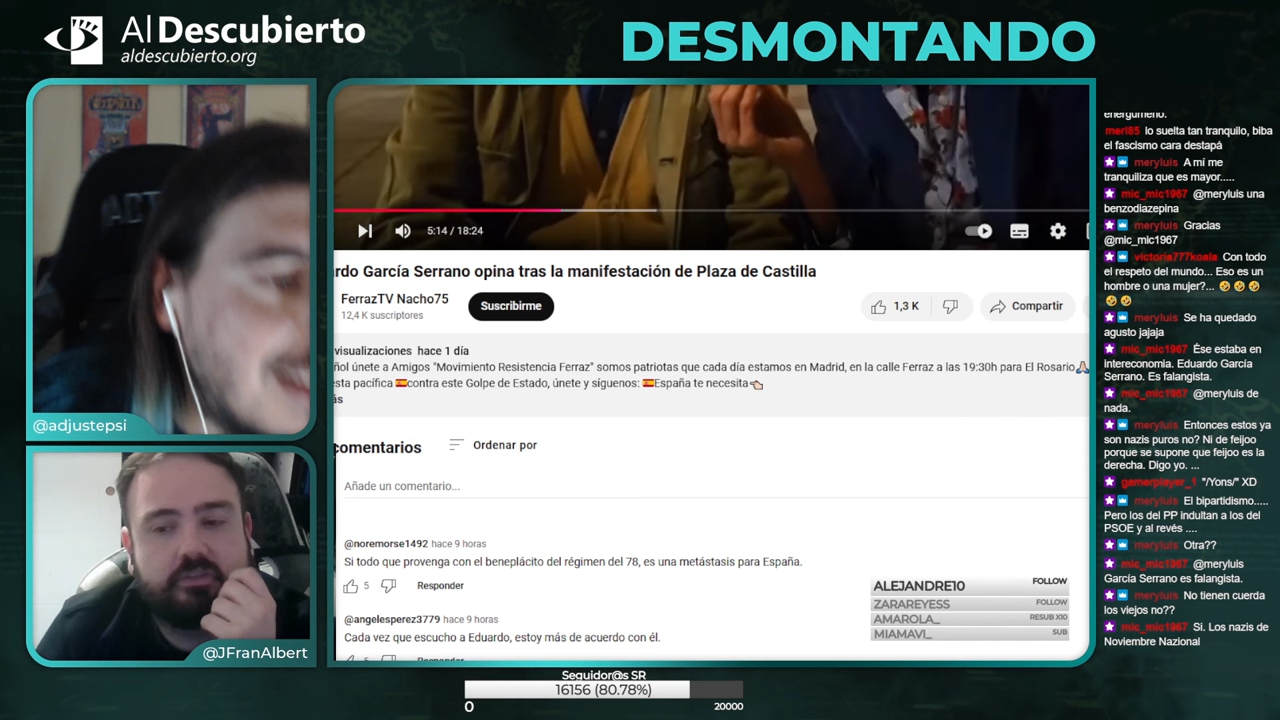 Al Descubierto
aldescubierto.org
DESMONTANDO
@adjustepsi
@JFranAlbert
5:14 / 18:24
rdo García Serrano opina tras la manifestación de Plaza de Castilla
FerrazTV Nacho75
12,4 K suscriptores
Suscribirme
1,3 K
Compartir
visualizaciones hace 1 día
ñol únete a Amigos "Movimiento Resistencia Ferraz" somos patriotas que cada día estamos en Madrid, en la calle Ferraz a las 19:30h para El Rosario🙏
sta pacífica 🇪🇸contra este Golpe de Estado, únete y síguenos: 🇪🇸España te necesita👈
ás
comentarios
Ordenar por
Añade un comentario...
@noremorse1492 hace 9 horas
Si todo que provenga con el beneplácito del régimen del 78, es una metástasis para España.
5
Responder
@angelesperez3779 hace 9 horas
Cada vez que escucho a Eduardo, estoy más de acuerdo con él.
5
Responder
ALEJANDRE10 FOLLOW
ZARAREYESS FOLLOW
AMAROLA_ RESUB X10
MIAMAVI_ SUB
energúmeno.
meri85 lo suelta tan tranquilo, biba
el fascismo cara destapá
meryluis A mí me
tranquiliza que es mayor.....
mic_mic1967 @meryluis una
benzodiazepina
meryluis Gracias
@mic_mic1967
victoria777koala Con todo
el respeto del mundo... Eso es un
hombre o una mujer?... 🤣🤣🤣
🤣🤣
meryluis Se ha quedado
agusto jajaja
mic_mic1967 Ése estaba en
intereconomía. Eduardo García
Serrano. Es falangista.
mic_mic1967 @meryluis de
nada.
meryluis Entonces estos ya
son nazis puros no? Ni de feijoo
porque se supone que feijoo es la
derecha. Digo yo. ...
gamerplayer_1 "/Yons/" XD
meryluis El bipartidismo.....
Pero los del PP indultan a los del
PSOE y al revés ....
meryluis Otra??
mic_mic1967 @meryluis
García Serrano es falangista.
meryluis No tienen cuerda
los viejos no??
mic_mic1967 Si. Los nazis de
Noviembre Nacional
Seguidor@s SR
16156 (80.78%)
0
20000